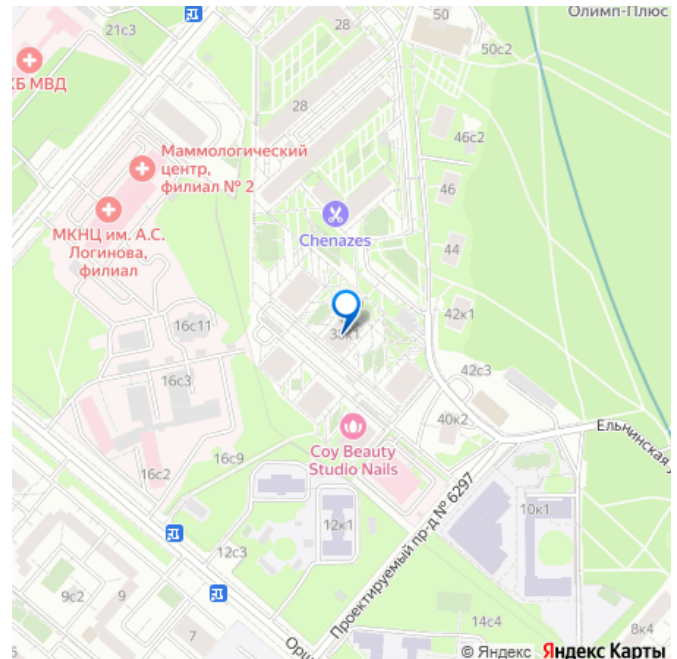 Олимп-Плюс
21с3
50
50с2
КБ МВД
28
28
46с2
Маммологический
центр,
филиал № 2
46
МКНЦ им. А.С.
Логинова,
филиал
Chenazes
44
42к1
16с11
42с3
16с3
40к2
Coy Beauty
Studio Nails
Ельнинская у
16с2
16с9
Проектируемый пр-д № 6297
10к1
12к1
12с3
9с2
9
7
14с4
8к4
Орш
© Яндекс Яндекс Карты